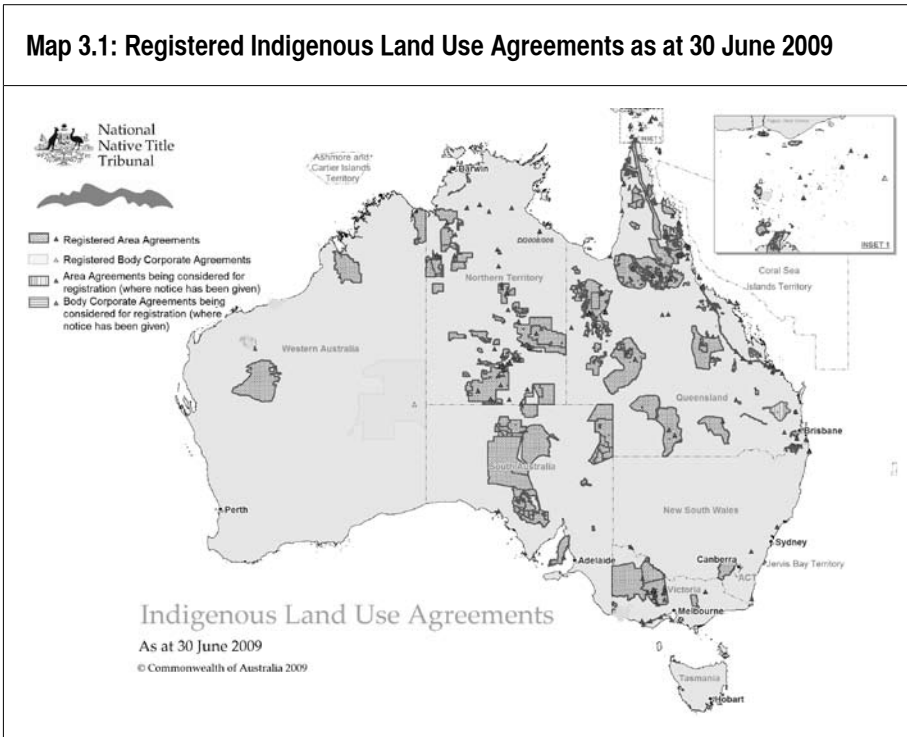 Map 3.1: Registered Indigenous Land Use Agreements as at 30 June 2009
National
Native Title
Tribunal
Registered Area Agreements
Registered Body Corporate Agreements
Area Agreements being considered for
registration (where notice has been given)
Body Corporate Agreements being
considered for registration (where
notice has been given)
Ashmore and
Cartier Islands
Territory
Darwin
INSET 1
Northern Territory
Coral Sea
Islands Territory
Western Australia
Queensland
Brisbane
South Australia
New South Wales
Perth
Adelaide
Sydney
Canberra
Jervis Bay Territory
ACT
Victoria
Melbourne
Tasmania
Hobart
Indigenous Land Use Agreements
As at 30 June 2009
© Commonwealth of Australia 2009